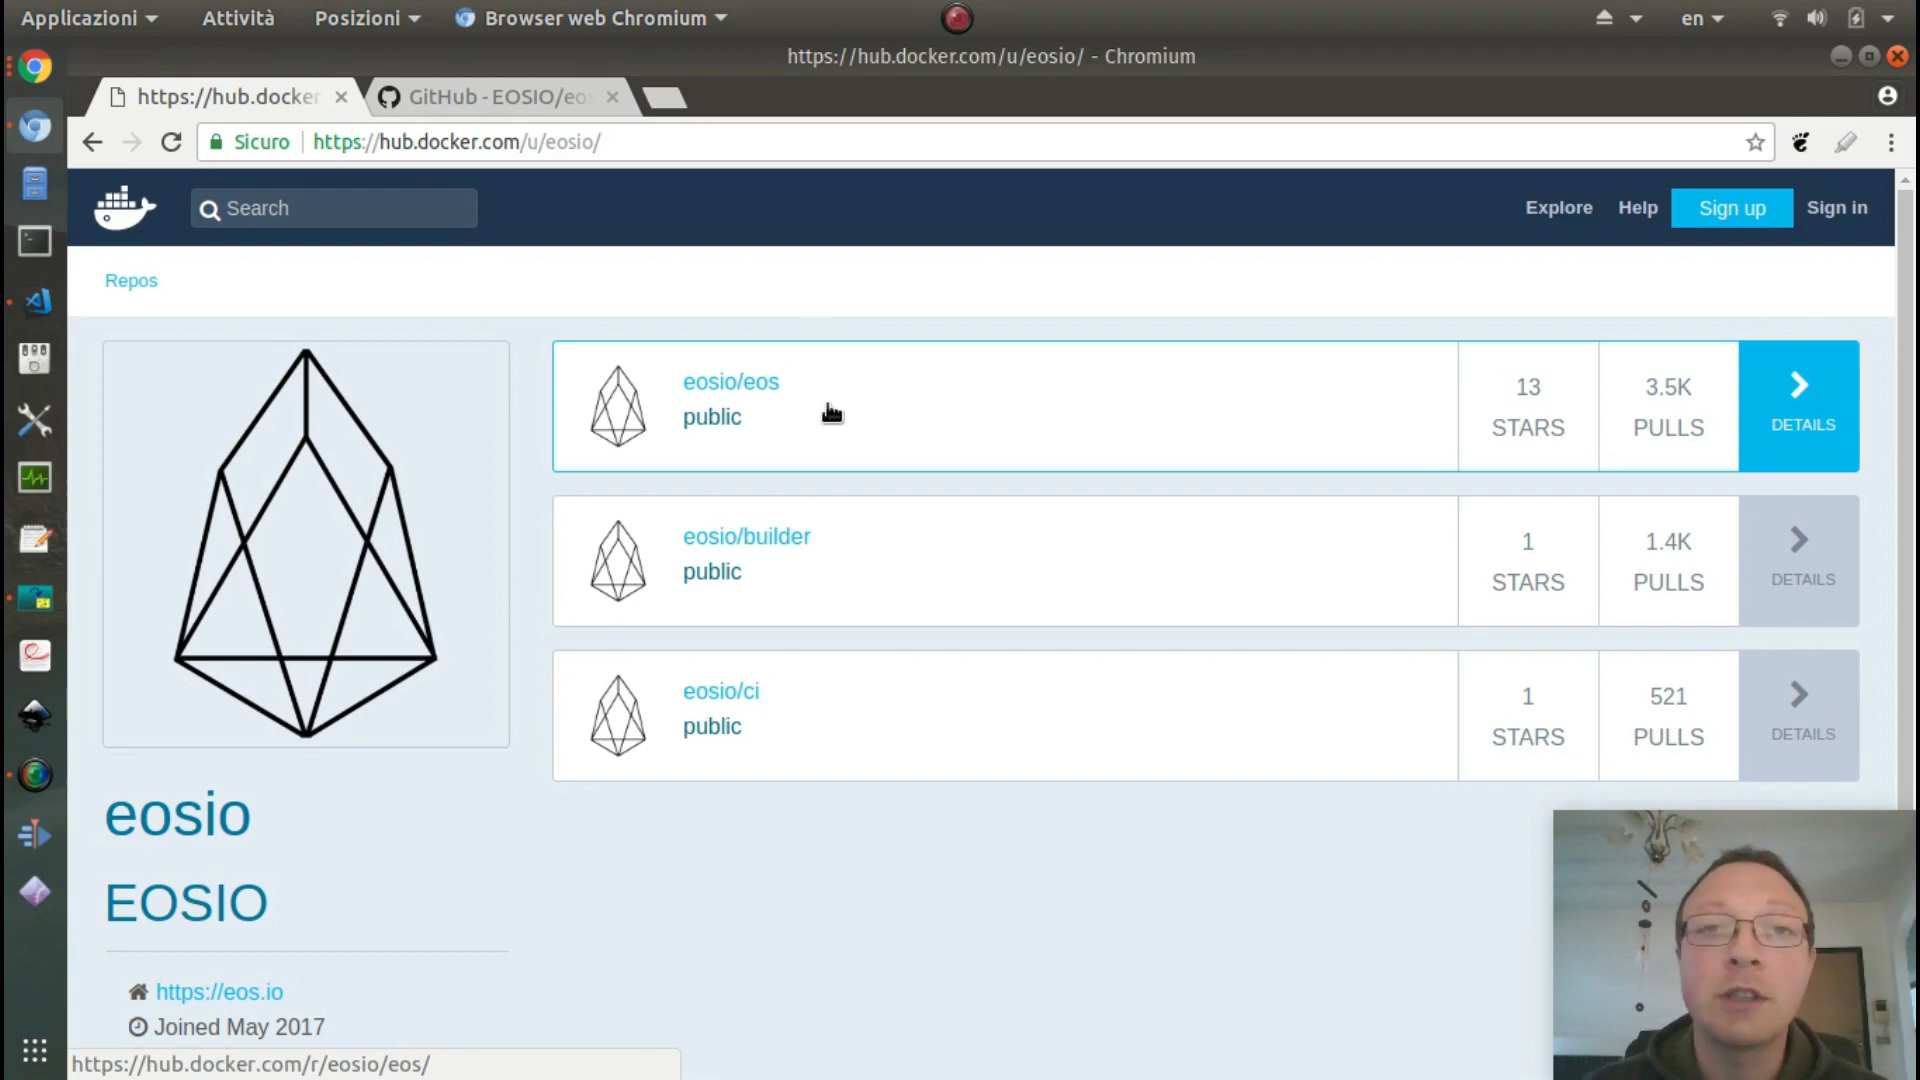 Applicazioni Attività Posizioni Browser web Chromium en
https://hub.docker.com/u/eosio/ - Chromium
https://hub.docker GitHub - EOSIO/eos
Sicuro https://hub.docker.com/u/eosio/
Search Explore Help Sign up Sign in
Repos
eosio/eos
public
13
STARS
3.5K
PULLS
DETAILS
eosio/builder
public
1
STARS
1.4K
PULLS
DETAILS
eosio/ci
public
1
STARS
521
PULLS
DETAILS
eosio
EOSIO
https://eos.io
Joined May 2017
https://hub.docker.com/r/eosio/eos/